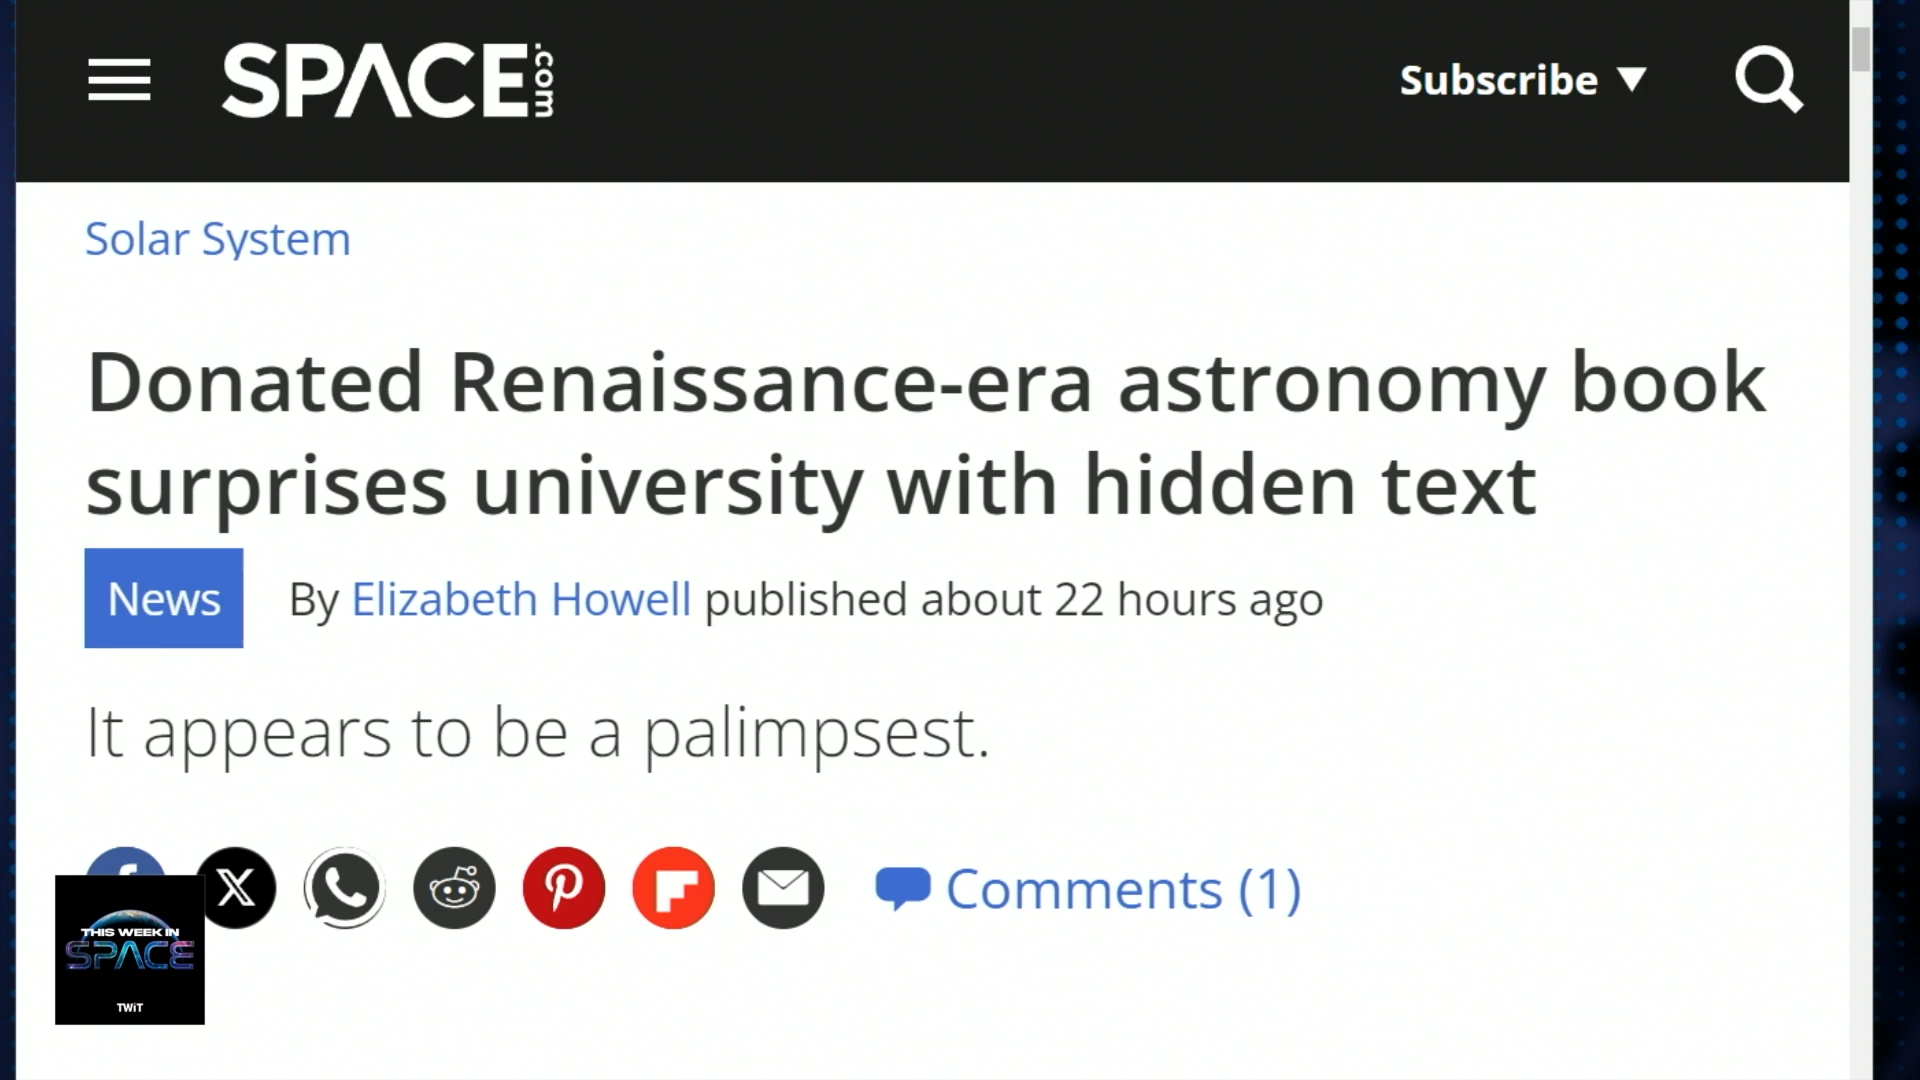 SPACE.com
Subscribe ▼
Solar System
Donated Renaissance-era astronomy book
surprises university with hidden text
News By Elizabeth Howell published about 22 hours ago
It appears to be a palimpsest.
Comments (1)
THIS WEEK IN
SPACE
TWiT